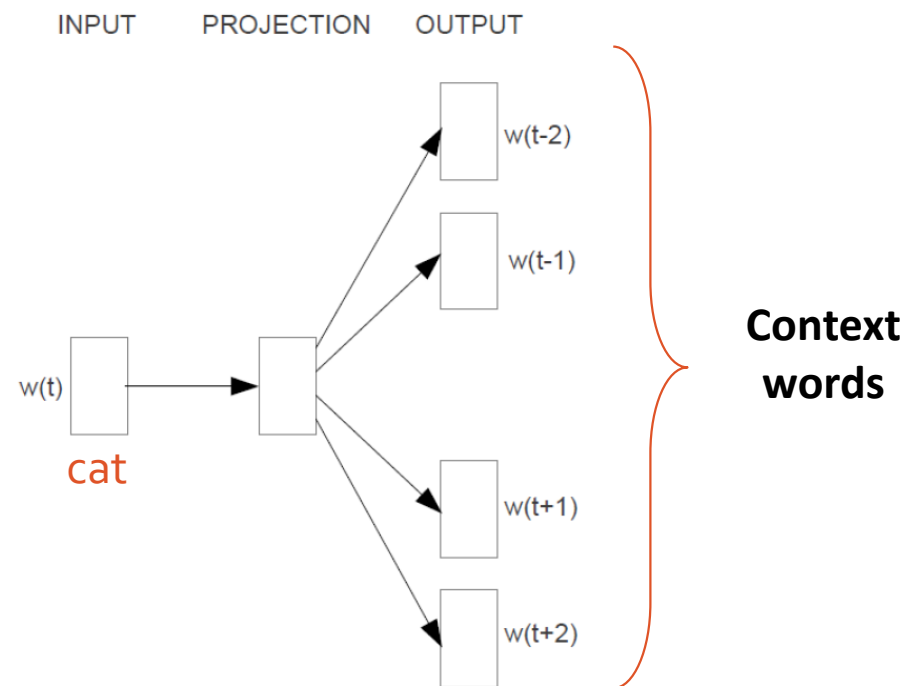 INPUT PROJECTION OUTPUT
w(t-2)
w(t-1)
Context
words
w(t)
cat
w(t+1)
w(t+2)